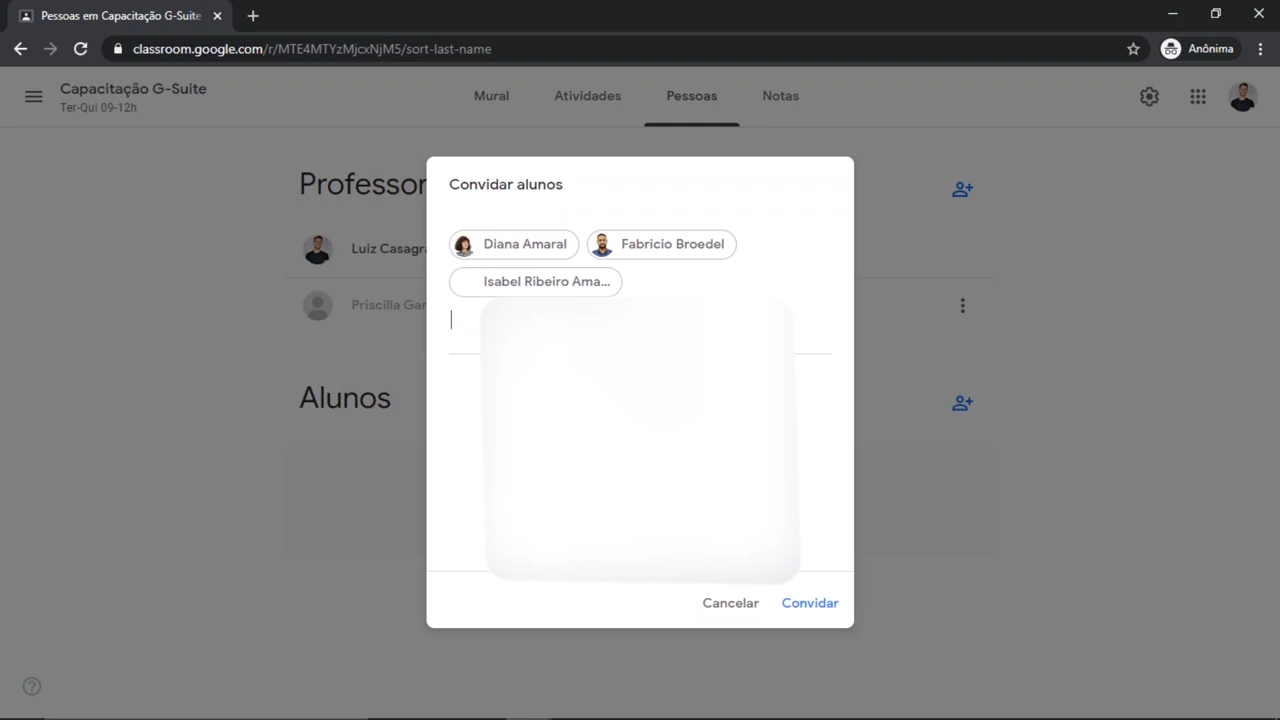 Pessoas em Capacitação G-Suite
classroom.google.com/r/MTE4MTYzMjcxNjM5/sort-last-name
Anônima
Capacitação G-Suite
Ter-Qui 09-12h
Mural
Atividades
Pessoas
Notas
Professor
Luiz Casagra
Priscilla Gar
Alunos
Convidar alunos
Diana Amaral
Fabricio Broedel
Isabel Ribeiro Ama...
Cancelar
Convidar